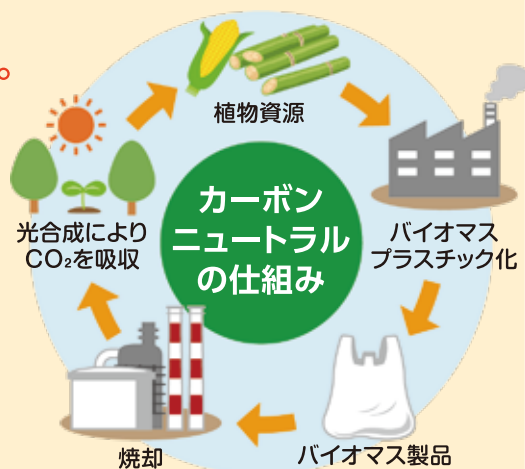 。
植物資源
カーボン
ニュートラル
の仕組み
バイオマス
プラスチック化
バイオマス製品
焼却
光合成により
CO₂を吸収